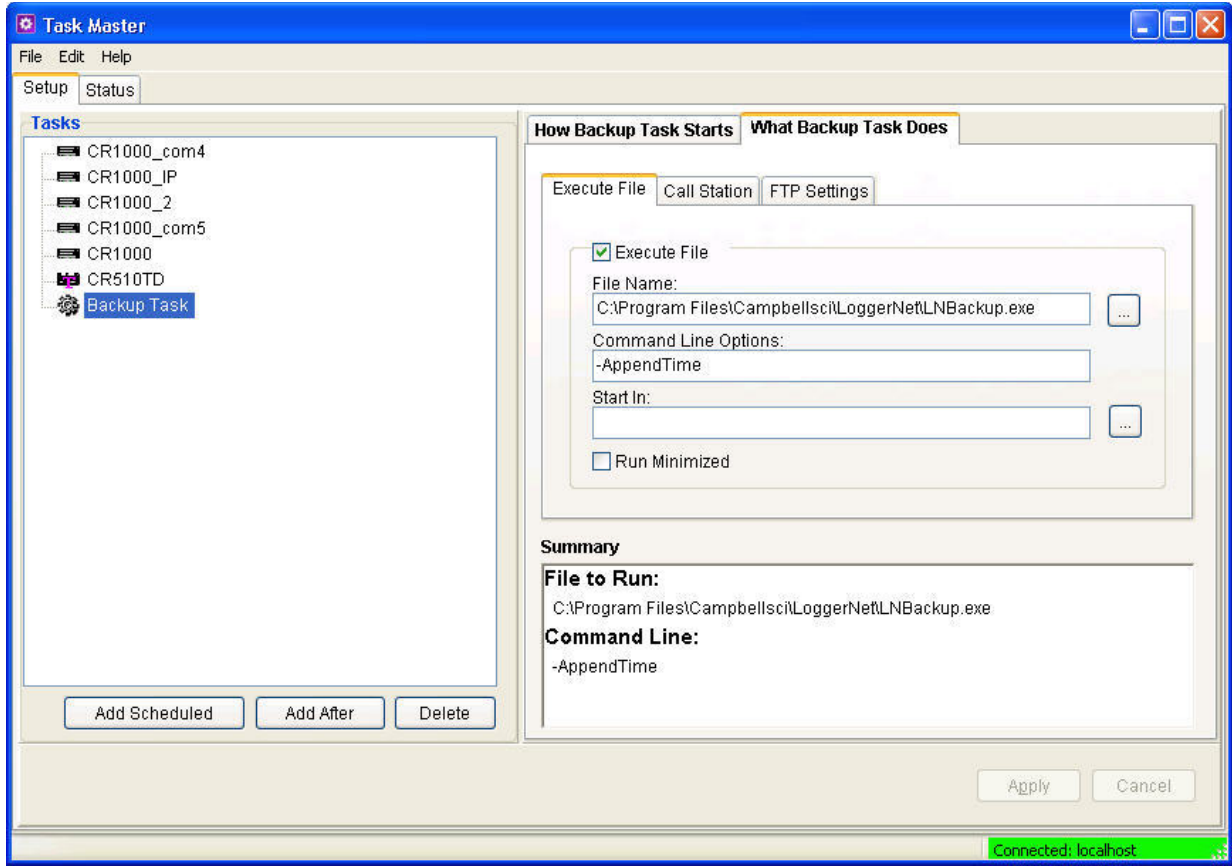 Task Master
File Edit Help
Setup Status
Tasks
CR1000_com4
CR1000_IP
CR1000_2
CR1000_com5
CR1000
CR510TD
Backup Task
Add Scheduled Add After Delete
How Backup Task Starts What Backup Task Does
Execute File Call Station FTP Settings
Execute File
File Name:
C:\Program Files\Campbellsci\LoggerNet\LNBackup.exe
...
Command Line Options:
-AppendTime
Start In:
...
Run Minimized
Summary
File to Run:
C:\Program Files\Campbellsci\LoggerNet\LNBackup.exe
Command Line:
-AppendTime
Apply Cancel
Connected: localhost